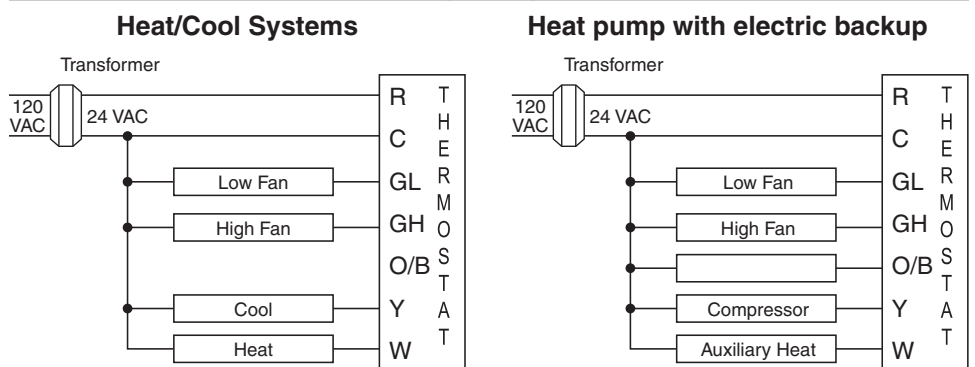 Heat/Cool Systems
Transformer
120
VAC
24 VAC
R
C
Low Fan
GL
High Fan
GH
O/B
Cool
Y
Heat
W
THERMOSTAT
Heat pump with electric backup
Transformer
120
VAC
24 VAC
R
C
Low Fan
GL
High Fan
GH
O/B
Compressor
Y
Auxiliary Heat
W
THERMOSTAT